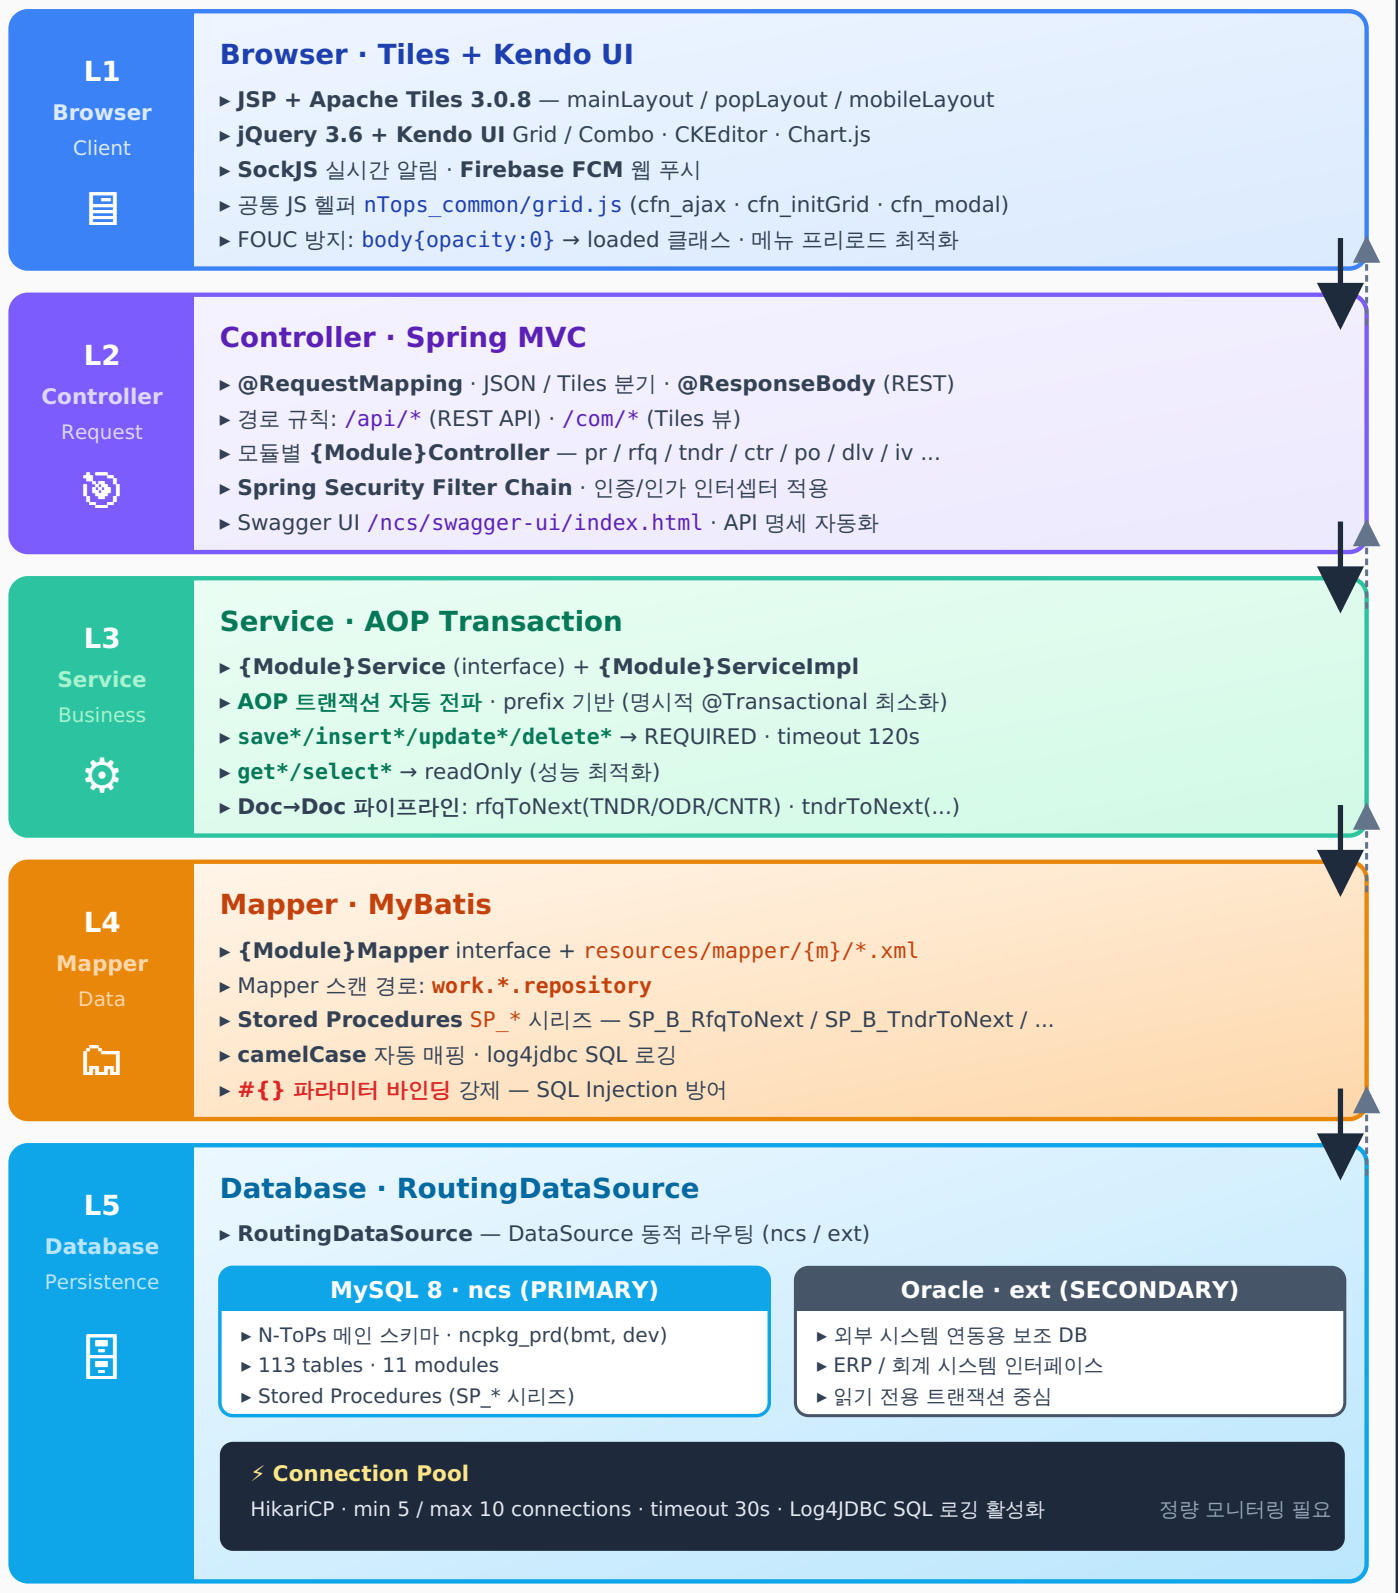 L1
Browser
Client
Browser · Tiles + Kendo UI
▸ JSP + Apache Tiles 3.0.8 — mainLayout / popLayout / mobileLayout
▸ jQuery 3.6 + Kendo UI Grid / Combo · CKEditor · Chart.js
▸ SockJS 실시간 알림 · Firebase FCM 웹 푸시
▸ 공통 JS 헬퍼 nTops_common/grid.js (cfn_ajax · cfn_initGrid · cfn_modal)
▸ FOUC 방지: body{opacity:0} → loaded 클래스 · 메뉴 프리로드 최적화
L2
Controller
Request
Controller · Spring MVC
▸ @RequestMapping · JSON / Tiles 분기 · @ResponseBody (REST)
▸ 경로 규칙: /api/* (REST API) · /com/* (Tiles 뷰)
▸ 모듈별 {Module}Controller — pr / rfq / tndr / ctr / po / dlv / iv ...
▸ Spring Security Filter Chain · 인증/인가 인터셉터 적용
▸ Swagger UI /ncs/swagger-ui/index.html · API 명세 자동화
L3
Service
Business
Service · AOP Transaction
▸ {Module}Service (interface) + {Module}ServiceImpl
▸ AOP 트랜잭션 자동 전파 · prefix 기반 (명시적 @Transactional 최소화)
▸ save*/insert*/update*/delete* → REQUIRED · timeout 120s
▸ get*/select* → readOnly (성능 최적화)
▸ Doc→Doc 파이프라인: rfqToNext(TNDR/ODR/CNTR) · tndrToNext(...)
L4
Mapper
Data
Mapper · MyBatis
▸ {Module}Mapper interface + resources/mapper/{m}/*.xml
▸ Mapper 스캔 경로: work.*.repository
▸ Stored Procedures SP_* 시리즈 — SP_B_RfqToNext / SP_B_TndrToNext / ...
▸ camelCase 자동 매핑 · log4jdbc SQL 로깅
▸ #{} 파라미터 바인딩 강제 — SQL Injection 방어
L5
Database
Persistence
Database · RoutingDataSource
▸ RoutingDataSource — DataSource 동적 라우팅 (ncs / ext)
MySQL 8 · ncs (PRIMARY)
▸ N-ToPs 메인 스키마 · ncpkg_prd(bmt, dev)
▸ 113 tables · 11 modules
▸ Stored Procedures (SP_* 시리즈)
Oracle · ext (SECONDARY)
▸ 외부 시스템 연동용 보조 DB
▸ ERP / 회계 시스템 인터페이스
▸ 읽기 전용 트랜잭션 중심
⚡ Connection Pool
HikariCP · min 5 / max 10 connections · timeout 30s · Log4JDBC SQL 로깅 활성화
정량 모니터링 필요